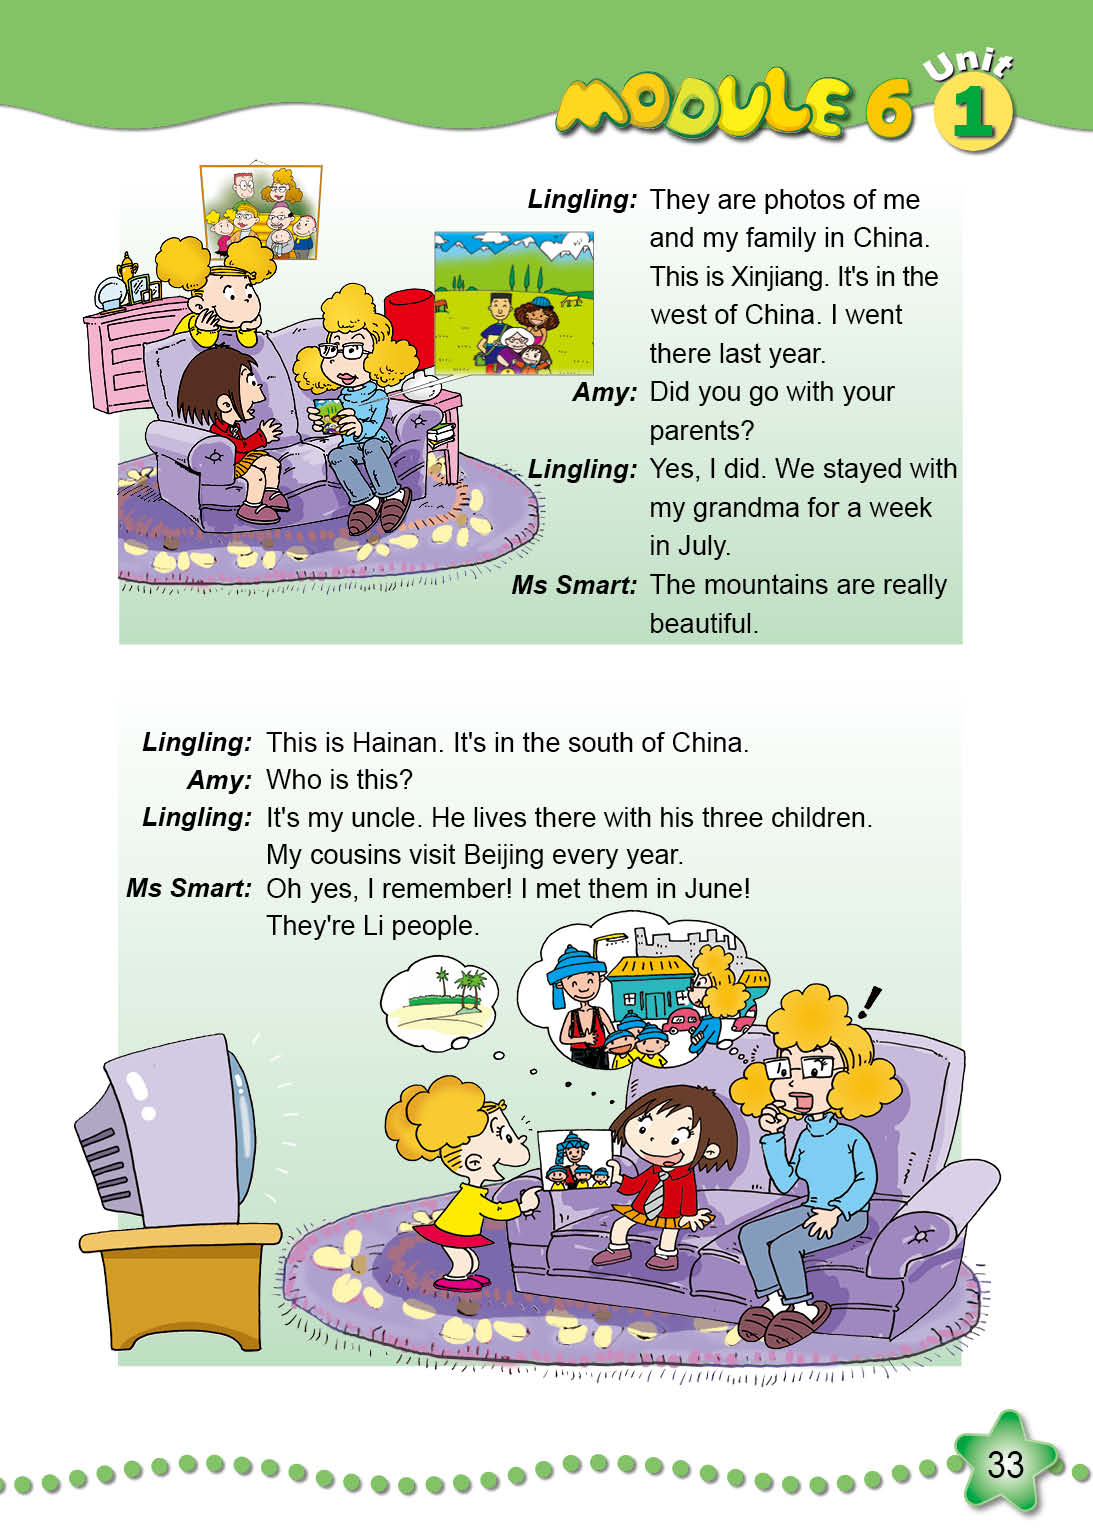 MODULE 6 Unit 1
Lingling: They are photos of me
and my family in China.
This is Xinjiang. It's in the
west of China. I went
there last year.
Amy: Did you go with your
parents?
Lingling: Yes, I did. We stayed with
my grandma for a week
in July.
Ms Smart: The mountains are really
beautiful.
Lingling: This is Hainan. It's in the south of China.
Amy: Who is this?
Lingling: It's my uncle. He lives there with his three children.
My cousins visit Beijing every year.
Ms Smart: Oh yes, I remember! I met them in June!
They're Li people.
!
33